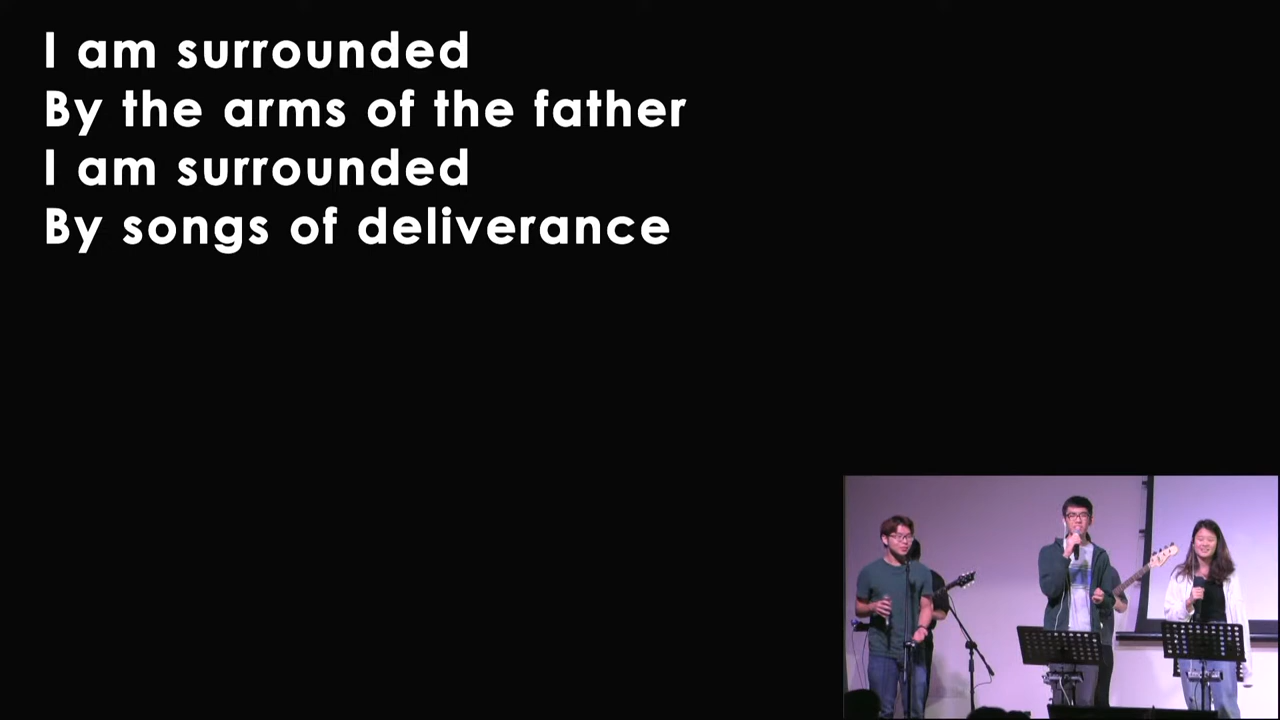 I am surrounded
By the arms of the father
I am surrounded
By songs of deliverance